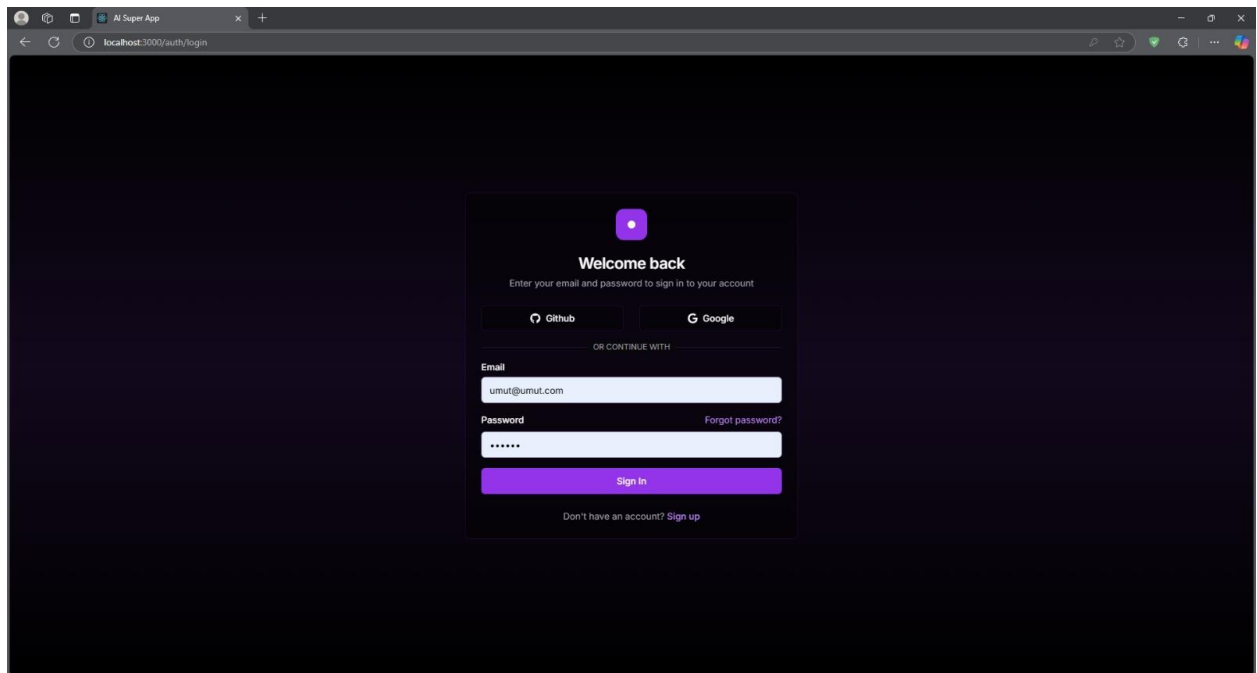 AI Super App
localhost:3000/auth/login
Welcome back
Enter your email and password to sign in to your account
Github
Google
OR CONTINUE WITH
Email
umut@umut.com
Password
Forgot password?
••••••
Sign In
Don't have an account? Sign up